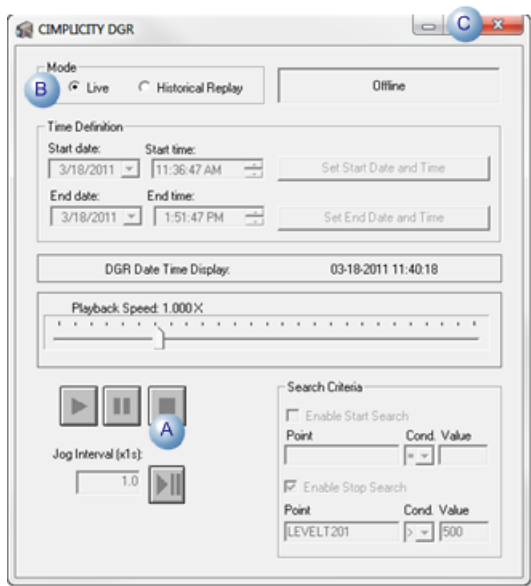 CIMPLICITY DGR
C
Mode
B
Live
Historical Replay
Offline
Time Definition
Start date: Start time:
3/18/2011 11:36:47 AM Set Start Date and Time
End date: End time:
3/18/2011 1:51:47 PM Set End Date and Time
DGR Date Time Display: 03-18-2011 11:40:18
Playback Speed: 1.000 X
A
Jog Interval (x1s):
1.0
Search Criteria
Enable Start Search
Point Cond. Value
=
Enable Stop Search
Point Cond. Value
LEVELT201 > 500